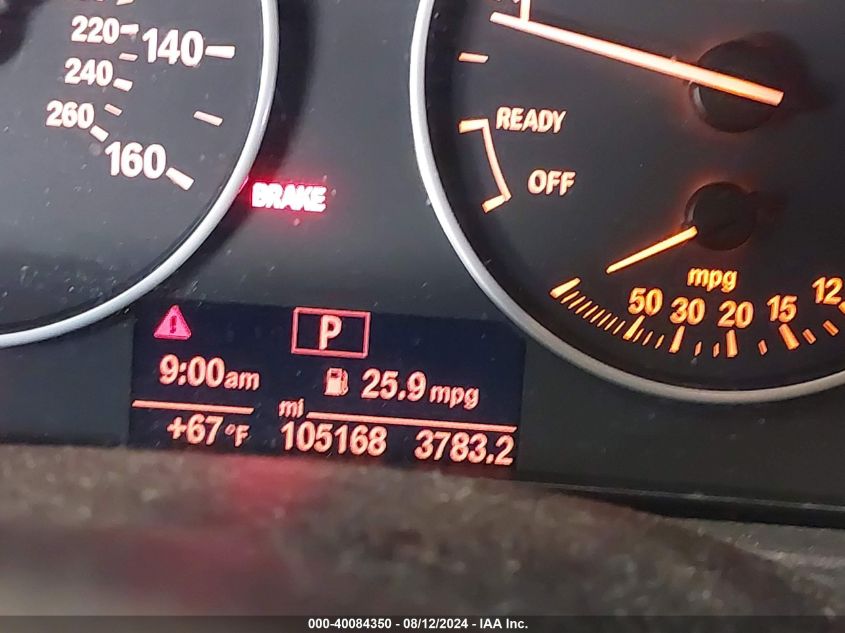 220 140
240
260
160
BRAKE
READY
OFF
mpg
50 30 20 15 12
P
9:00am 25.9 mpg
mi
+67°F 105168 3783.2
000-40084350 - 08/12/2024 - IAA Inc.